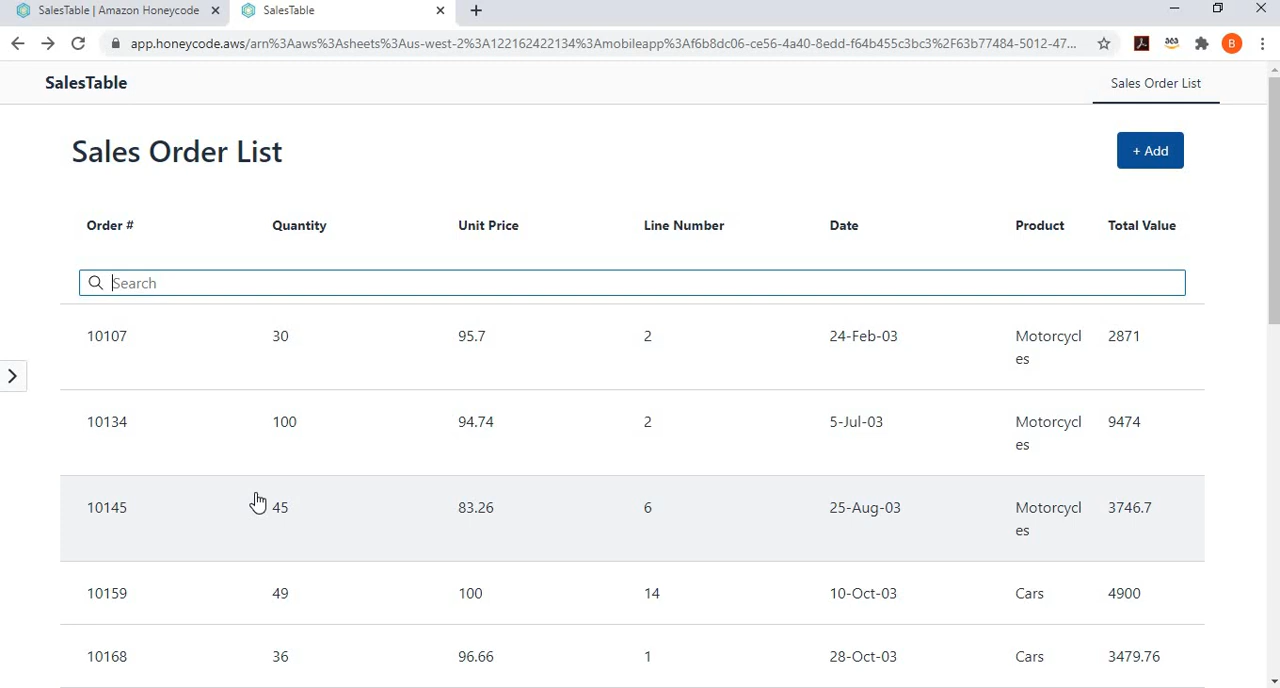 SalesTable | Amazon Honeycode
SalesTable
app.honeycode.aws/arn%3Aaws%3Asheets%3Aus-west-2%3A122162422134%3Amobileapp%3Af6b8dc06-ce56-4a40-8edd-f64b455c3bc3%2F63b77484-5012-47...
B
SalesTable
Sales Order List
Sales Order List
+ Add
Order # Quantity Unit Price Line Number Date Product Total Value
Search
10107 30 95.7 2 24-Feb-03 Motorcycl 2871
es
10134 100 94.74 2 5-Jul-03 Motorcycl 9474
es
10145 45 83.26 6 25-Aug-03 Motorcycl 3746.7
es
10159 49 100 14 10-Oct-03 Cars 4900
10168 36 96.66 1 28-Oct-03 Cars 3479.76